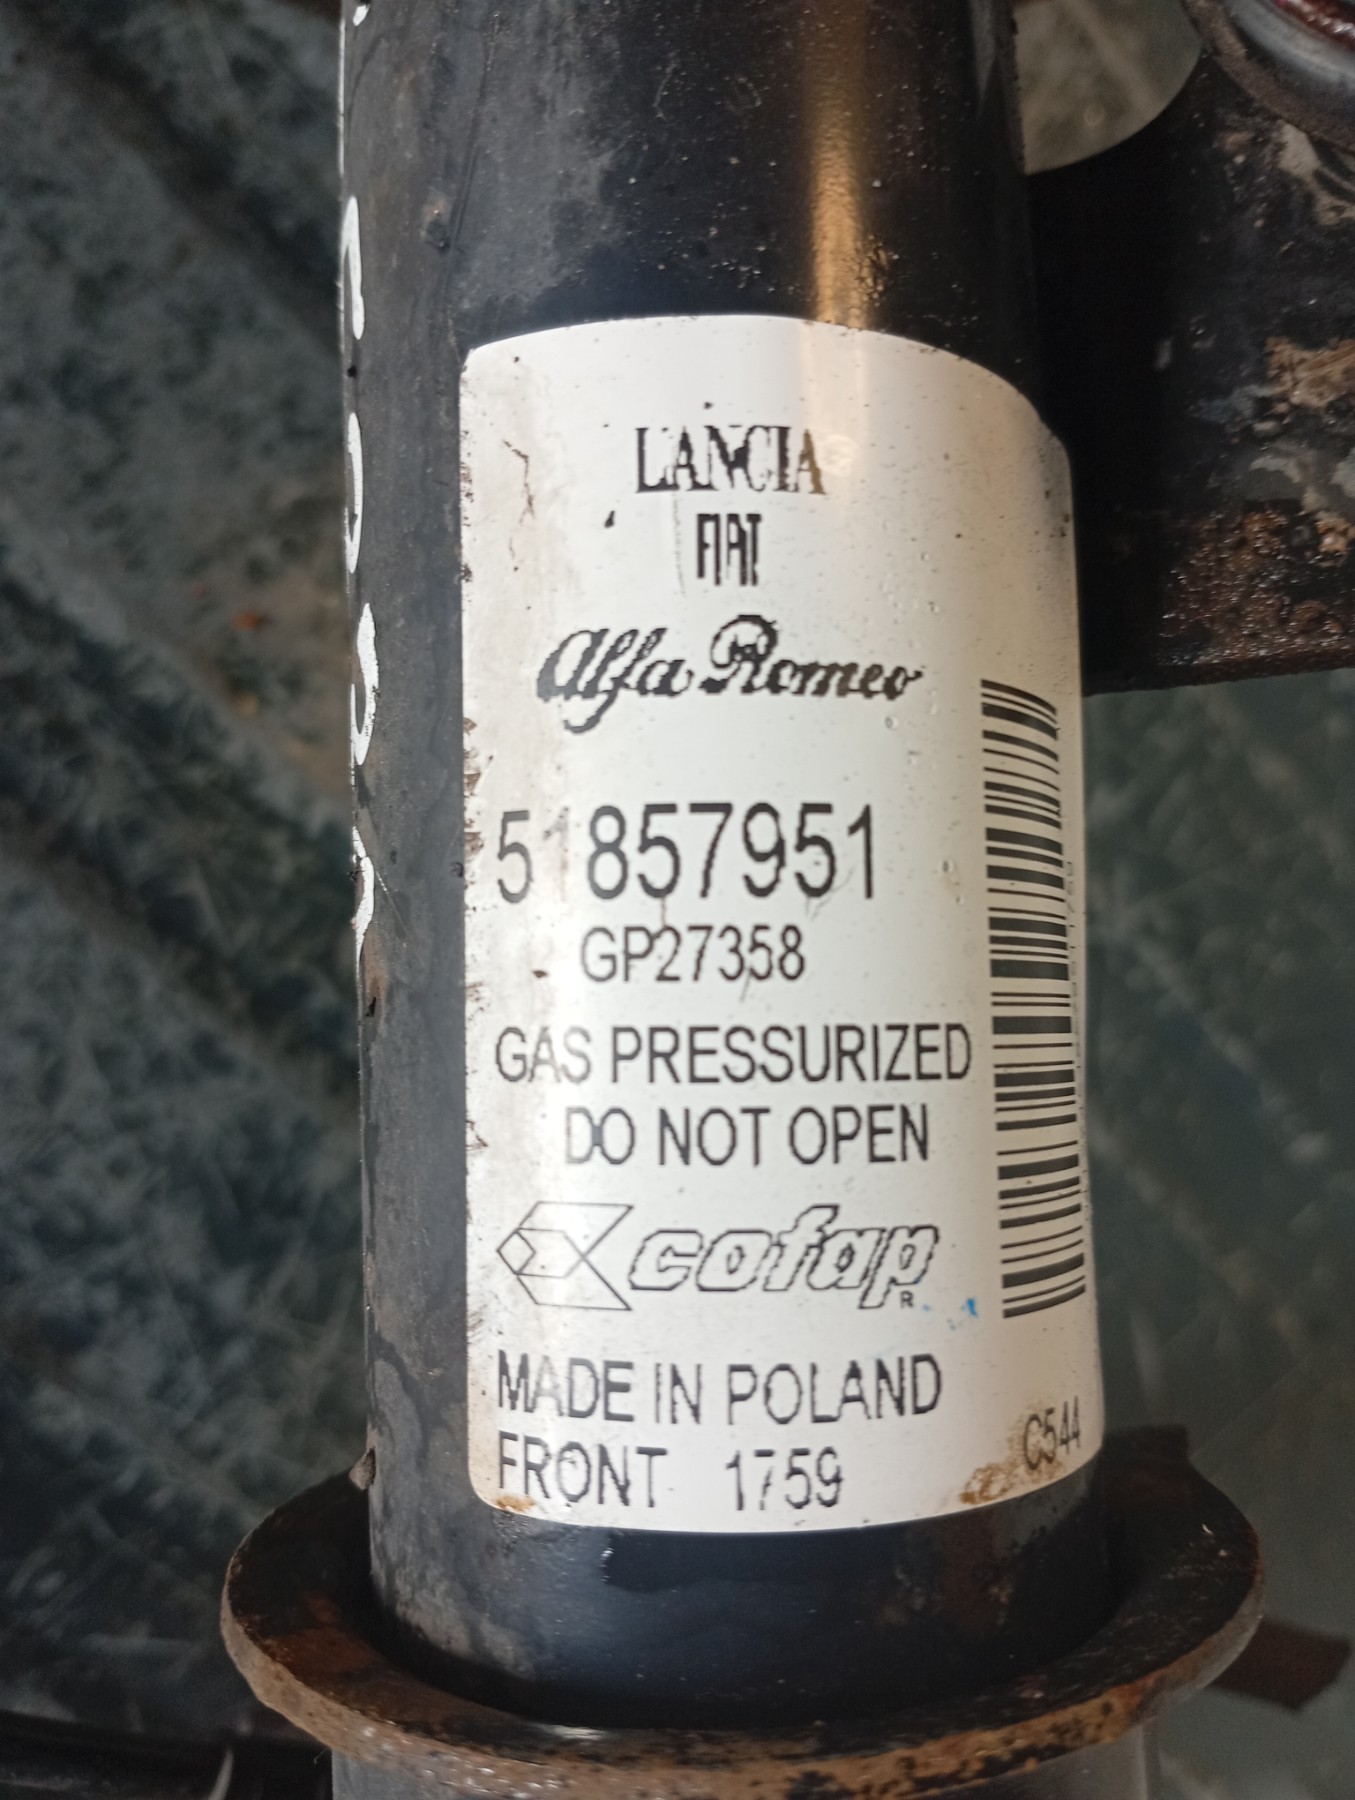 LANCIA
FIAT
Alfa Romeo
51857951
GP27358
GAS PRESSURIZED
DO NOT OPEN
cofap
R
MADE IN POLAND
FRONT 1759
C544